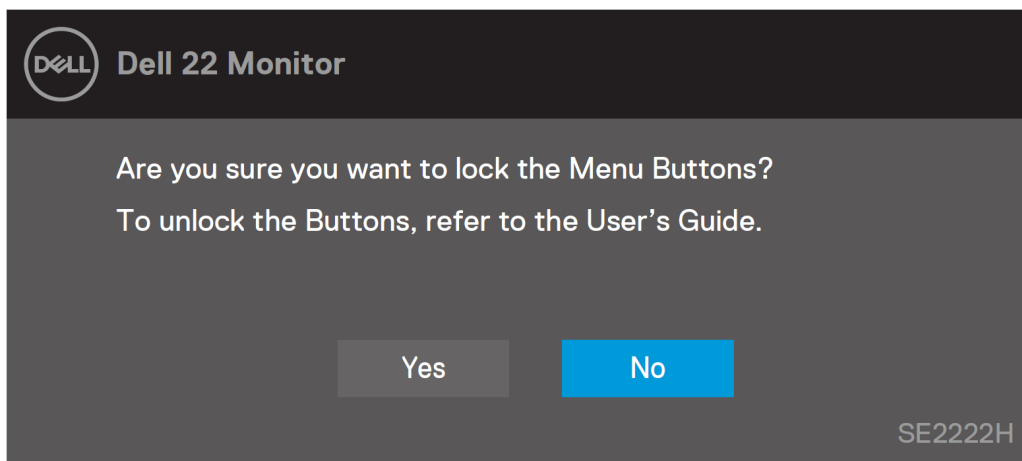 DELL
Dell 22 Monitor
Are you sure you want to lock the Menu Buttons?
To unlock the Buttons, refer to the User’s Guide.
Yes No
SE2222H